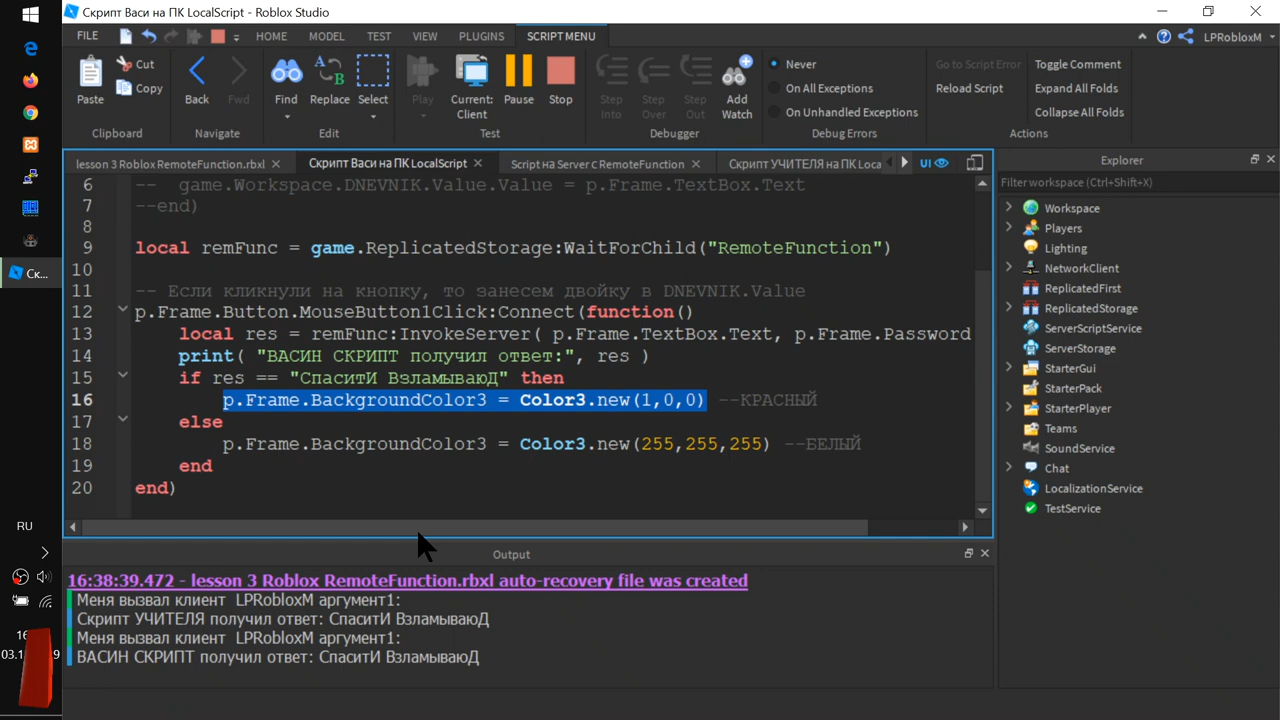 Скрипт Васи на ПК LocalScript - Roblox Studio
FILE
HOME
MODEL
TEST
VIEW
PLUGINS
SCRIPT MENU
LPRobloxM
Paste
Cut
Copy
Clipboard
Back
Fwd
Navigate
Find
Replace
Select
Edit
Play
Current: Client
Pause
Stop
Test
Step Into
Step Over
Step Out
Add Watch
Debugger
Never
On All Exceptions
On Unhandled Exceptions
Debug Errors
Go to Script Error
Reload Script
Toggle Comment
Expand All Folds
Collapse All Folds
Actions
lesson 3 Roblox RemoteFunction.rbxl
Скрипт Васи на ПК LocalScript
Script на Server с RemoteFunction
Скрипт УЧИТЕЛЯ на ПК Loca
UI
6 -- game.Workspace.DNEVNIK.Value.Value = p.Frame.TextBox.Text
7 --end)
8
9 local remFunc = game.ReplicatedStorage:WaitForChild("RemoteFunction")
10
11 -- Если кликнули на кнопку, то занесем двойку в DNEVNIK.Value
12 p.Frame.Button.MouseButton1Click:Connect(function()
13 local res = remFunc:InvokeServer( p.Frame.TextBox.Text, p.Frame.Password
14 print( "ВАСИН СКРИПТ получил ответ:", res )
15 if res == "СпаситИ ВзламываюД" then
16 p.Frame.BackgroundColor3 = Color3.new(1,0,0) --КРАСНЫЙ
17 else
18 p.Frame.BackgroundColor3 = Color3.new(255,255,255) --БЕЛЫЙ
19 end
20 end)
Explorer
Filter workspace (Ctrl+Shift+X)
Workspace
Players
Lighting
NetworkClient
ReplicatedFirst
ReplicatedStorage
ServerScriptService
ServerStorage
StarterGui
StarterPack
StarterPlayer
Teams
SoundService
Chat
LocalizationService
TestService
Output
16:38:39.472 - lesson 3 Roblox RemoteFunction.rbxl auto-recovery file was created
Меня вызвал клиент LPRobloxM аргумент1:
Скрипт УЧИТЕЛЯ получил ответ: СпаситИ ВзламываюД
Меня вызвал клиент LPRobloxM аргумент1:
ВАСИН СКРИПТ получил ответ: СпаситИ ВзламываюД
Ск...
RU